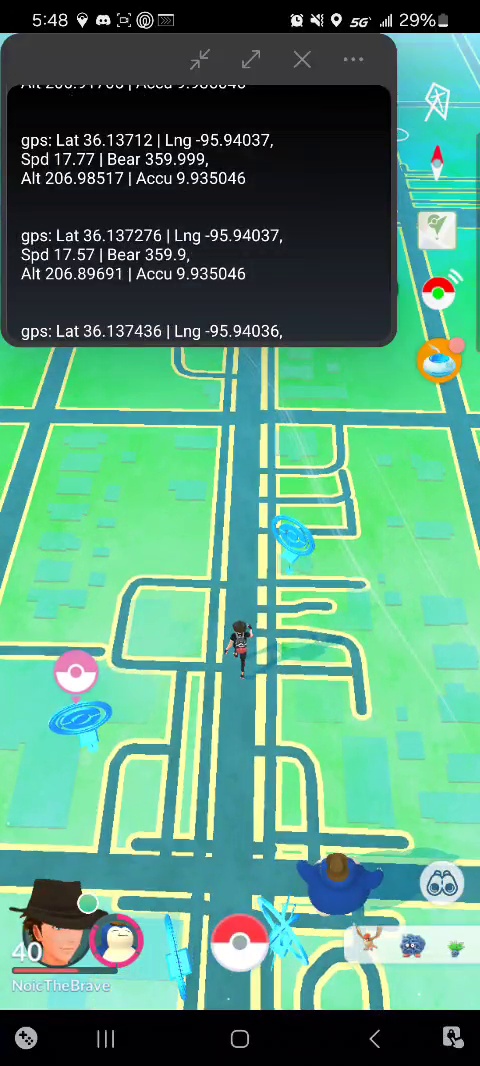 5:48
5G
29%
gps: Lat 36.13712 | Lng -95.94037,
Spd 17.77 | Bear 359.999,
Alt 206.98517 | Accu 9.935046
gps: Lat 36.137276 | Lng -95.94037,
Spd 17.57 | Bear 359.9,
Alt 206.89691 | Accu 9.935046
gps: Lat 36.137436 | Lng -95.94036,
40
NoicTheBrave